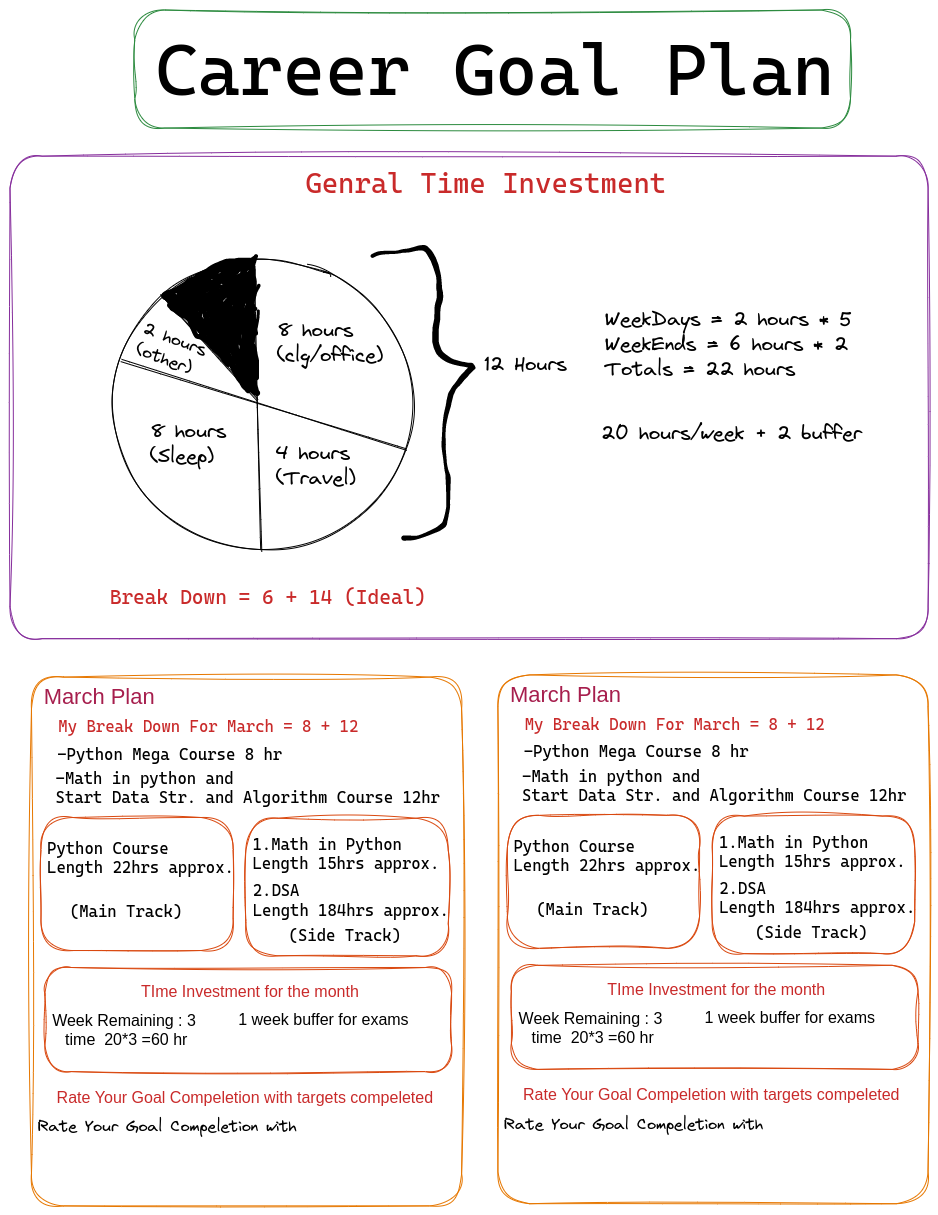 Career Goal Plan
Genral Time Investment
2 hours
(other)
8 hours
(clg/office)
8 hours
(Sleep)
4 hours
(Travel)
12 Hours
WeekDays = 2 hours * 5
WeekEnds = 6 hours * 2
Totals = 22 hours
20 hours/week + 2 buffer
Break Down = 6 + 14 (Ideal)
March Plan
My Break Down For March = 8 + 12
-Python Mega Course 8 hr
-Math in python and
Start Data Str. and Algorithm Course 12hr
Python Course
Length 22hrs approx.
(Main Track)
1.Math in Python
Length 15hrs approx.
2.DSA
Length 184hrs approx.
(Side Track)
TIme Investment for the month
Week Remaining : 3
time 20*3 =60 hr
1 week buffer for exams
Rate Your Goal Compeletion with targets compeleted
Rate Your Goal Compeletion with
March Plan
My Break Down For March = 8 + 12
-Python Mega Course 8 hr
-Math in python and
Start Data Str. and Algorithm Course 12hr
Python Course
Length 22hrs approx.
(Main Track)
1.Math in Python
Length 15hrs approx.
2.DSA
Length 184hrs approx.
(Side Track)
TIme Investment for the month
Week Remaining : 3
time 20*3 =60 hr
1 week buffer for exams
Rate Your Goal Compeletion with targets compeleted
Rate Your Goal Compeletion with